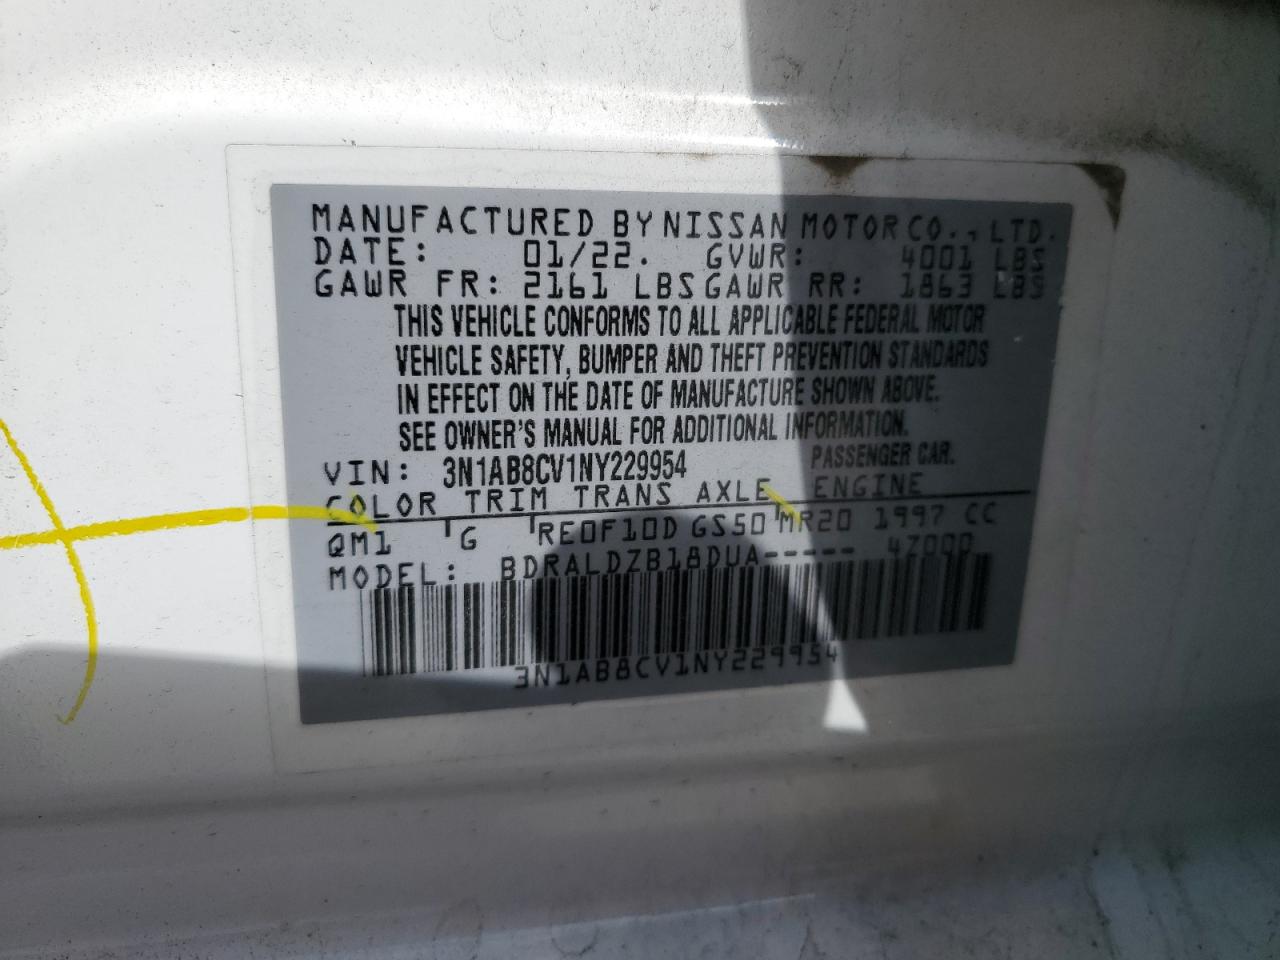 MANUFACTURED BY NISSAN MOTOR CO., LTD.
DATE: 01/22. GVWR: 4001 LBS
GAWR FR: 2161 LBS GAWR RR: 1863 LBS
THIS VEHICLE CONFORMS TO ALL APPLICABLE FEDERAL MOTOR
VEHICLE SAFETY, BUMPER AND THEFT PREVENTION STANDARDS
IN EFFECT ON THE DATE OF MANUFACTURE SHOWN ABOVE.
SEE OWNER'S MANUAL FOR ADDITIONAL INFORMATION.
VIN: 3N1AB8CV1NY229954 PASSENGER CAR.
COLOR TRIM TRANS AXLE ENGINE
QM1 G RE0F10D GS50 MR20 1997 CC
MODEL: BDRALDZB18DUA----- 4Z000
3N1AB8CV1NY229954